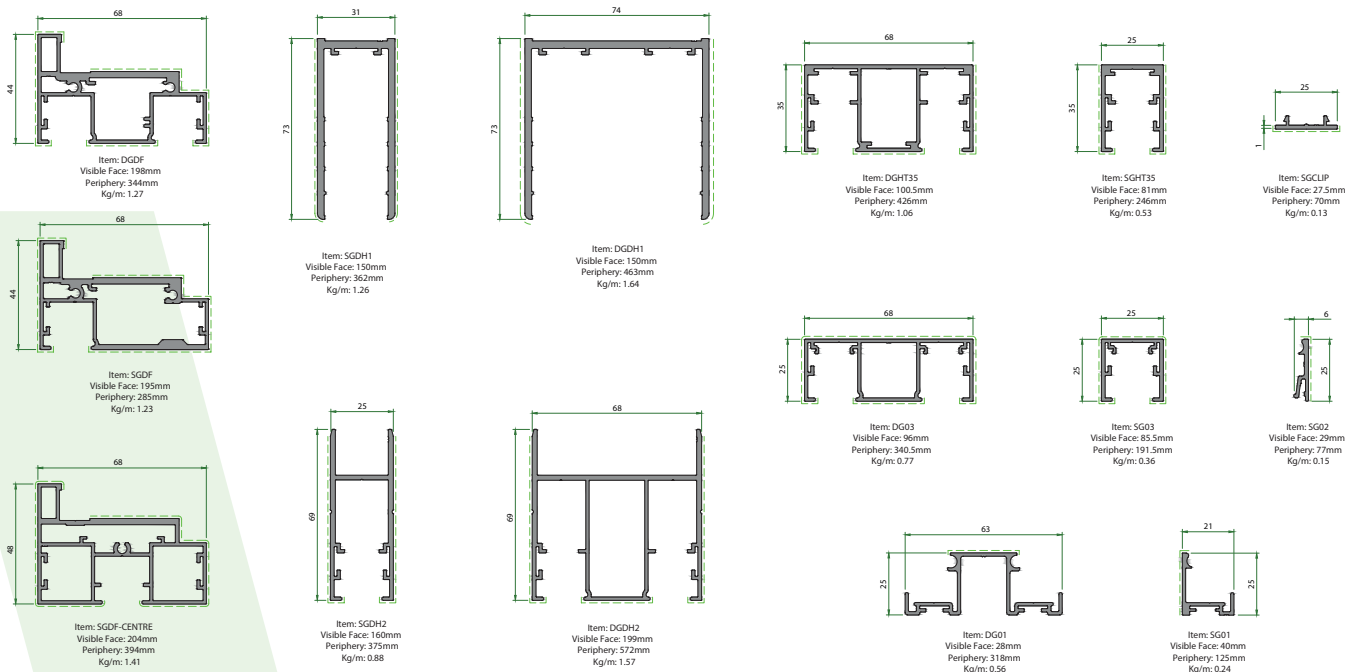 68
44
Item: DGDF
Visible Face: 198mm
Periphery: 344mm
Kg/m: 1.27
68
44
Item: SGDF
Visible Face: 195mm
Periphery: 285mm
Kg/m: 1.23
68
48
Item: SGDF-CENTRE
Visible Face: 204mm
Periphery: 394mm
Kg/m: 1.41
31
73
Item: SGDH1
Visible Face: 150mm
Periphery: 362mm
Kg/m: 1.26
74
73
Item: DGDH1
Visible Face: 150mm
Periphery: 463mm
Kg/m: 1.64
25
69
Item: SGDH2
Visible Face: 160mm
Periphery: 375mm
Kg/m: 0.88
68
69
Item: DGDH2
Visible Face: 199mm
Periphery: 572mm
Kg/m: 1.57
68
35
Item: DGHT35
Visible Face: 100.5mm
Periphery: 426mm
Kg/m: 1.06
25
35
Item: SGHT35
Visible Face: 81mm
Periphery: 246mm
Kg/m: 0.53
25
1
Item: SGCLIP
Visible Face: 27.5mm
Periphery: 70mm
Kg/m: 0.13
68
25
Item: DG03
Visible Face: 96mm
Periphery: 340.5mm
Kg/m: 0.77
25
25
Item: SG03
Visible Face: 85.5mm
Periphery: 191.5mm
Kg/m: 0.36
6
25
Item: SG02
Visible Face: 29mm
Periphery: 77mm
Kg/m: 0.15
63
25
Item: DG01
Visible Face: 28mm
Periphery: 318mm
Kg/m: 0.56
21
25
Item: SG01
Visible Face: 40mm
Periphery: 125mm
Kg/m: 0.24